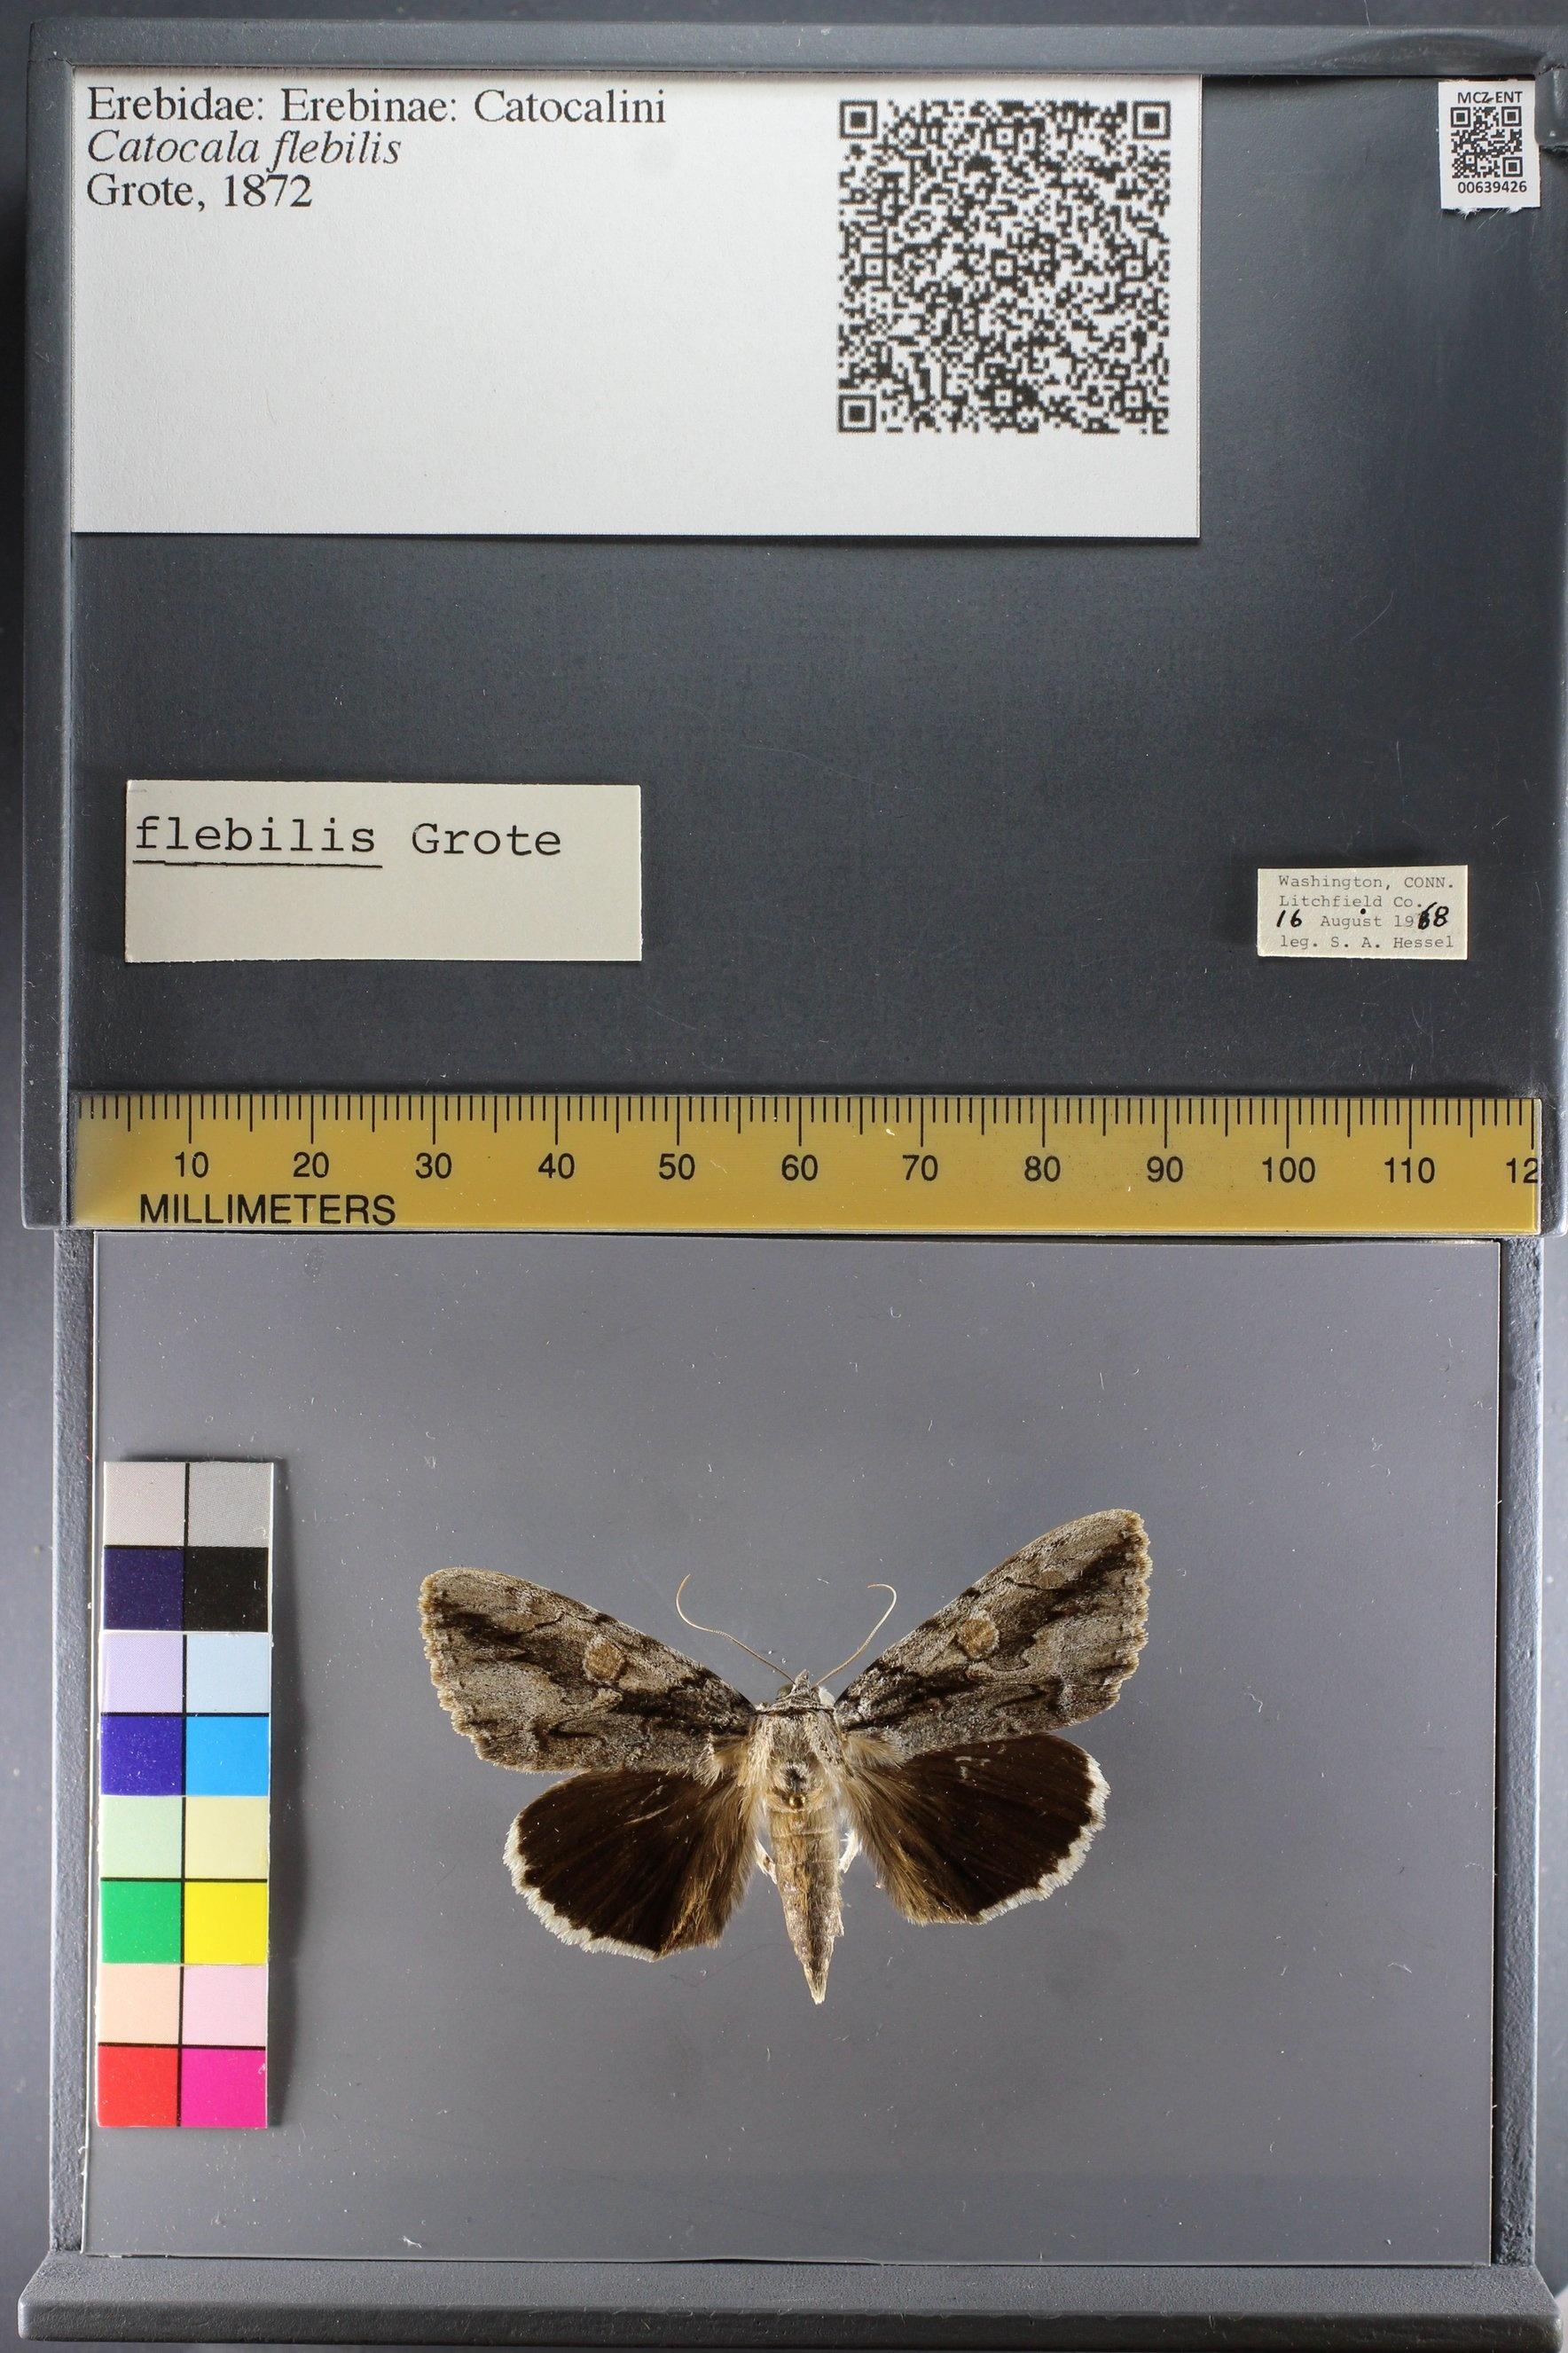 Erebidae: Erebinae: Catocalini
Catocala flebilis
Grote, 1872
MCZ-ENT
00639426
flebilis Grote
Washington, CONN.
Litchfield Co.
16 August 1968
leg. S. A. Hessel
10 20 30 40 50 60 70 80 90 100 110 12
MILLIMETERS